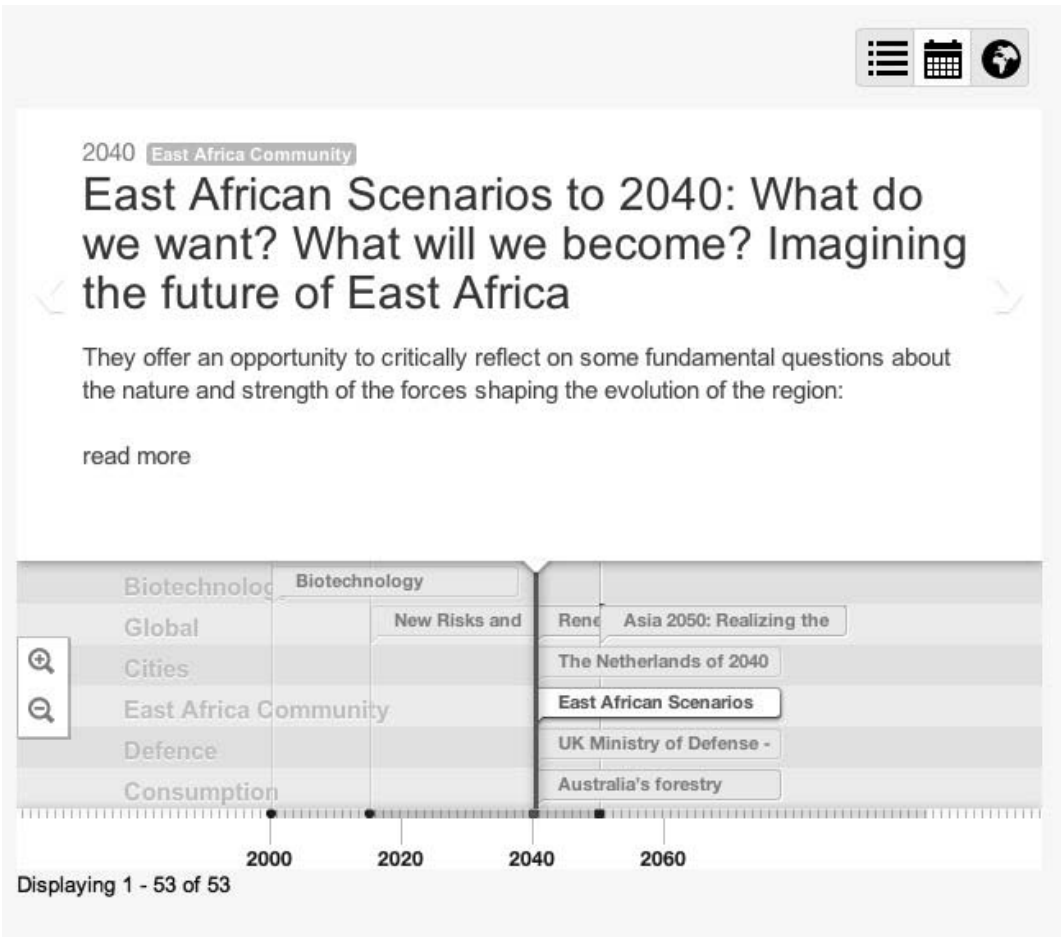 2040 East Africa Community
East African Scenarios to 2040: What do
we want? What will we become? Imagining
the future of East Africa
They offer an opportunity to critically reflect on some fundamental questions about
the nature and strength of the forces shaping the evolution of the region:
read more
Biotechnolog Biotechnology
Global New Risks and Rene Asia 2050: Realizing the
Cities The Netherlands of 2040
East Africa Community East African Scenarios
Defence UK Ministry of Defense -
Consumption Australia's forestry
2000 2020 2040 2060
Displaying 1 - 53 of 53